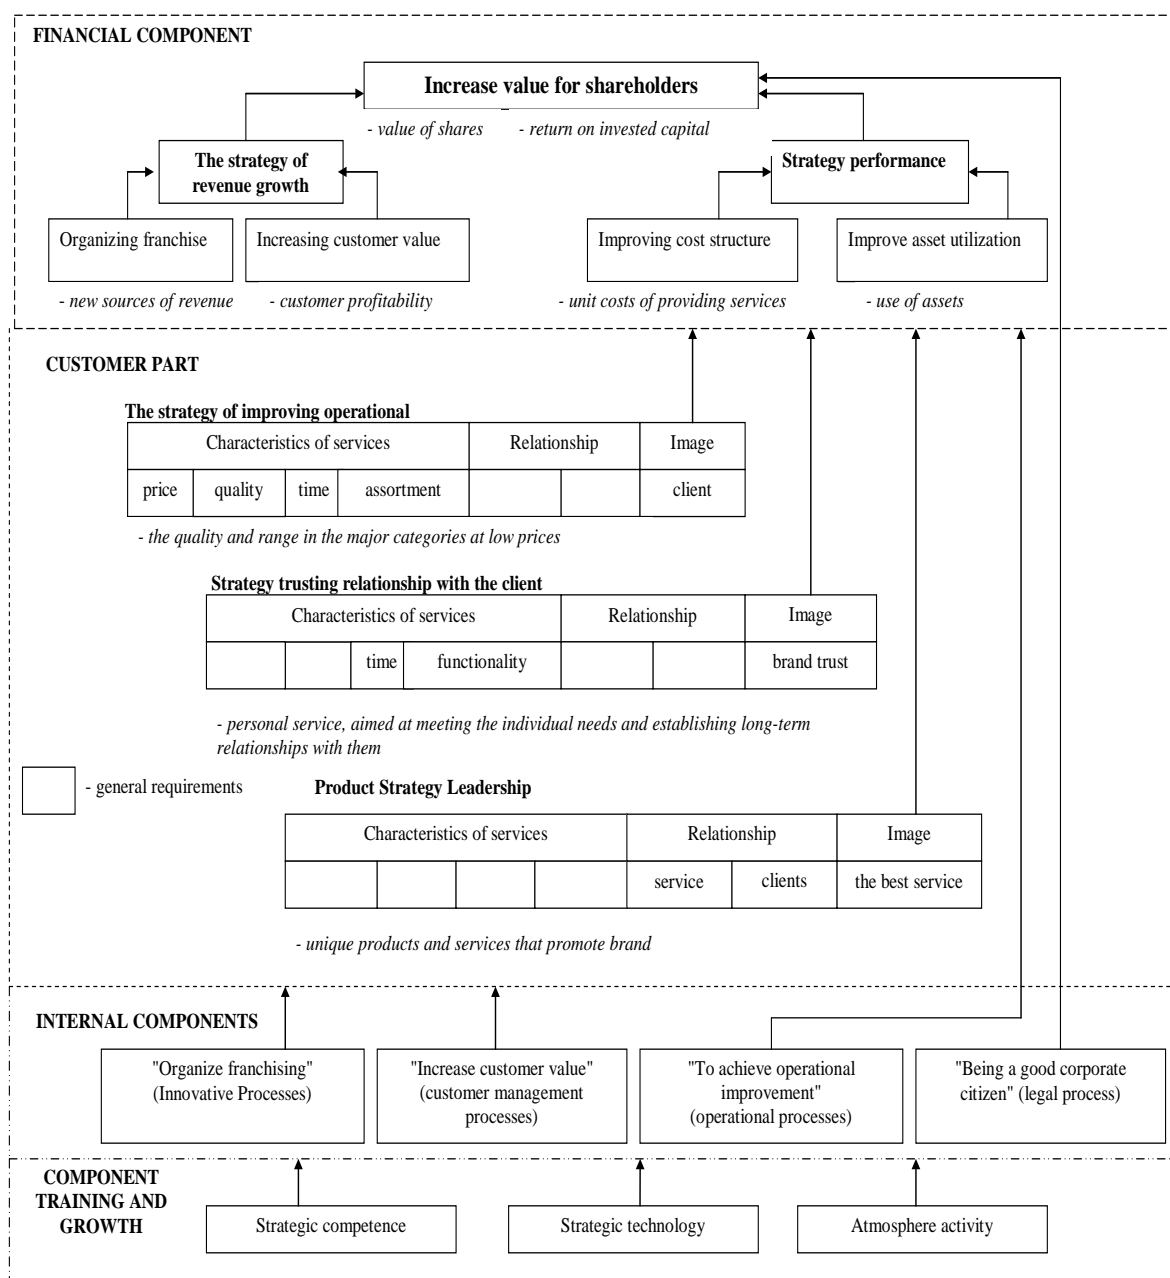 FINANCIAL COMPONENT
Increase value for shareholders
- value of shares
- return on invested capital
The strategy of
revenue growth
Strategy performance
Organizing franchise
Increasing customer value
Improving cost structure
Improve asset utilization
- new sources of revenue
- customer profitability
- unit costs of providing services
- use of assets
CUSTOMER PART
The strategy of improving operational
Characteristics of services
Relationship
Image
price
quality
time
assortment
client
- the quality and range in the major categories at low prices
Strategy trusting relationship with the client
Characteristics of services
Relationship
Image
time
functionality
brand trust
- personal service, aimed at meeting the individual needs and establishing long-term
relationships with them
- general requirements
Product Strategy Leadership
Characteristics of services
Relationship
Image
service
clients
the best service
- unique products and services that promote brand
INTERNAL COMPONENTS
"Organize franchising"
(Innovative Processes)
"Increase customer value"
(customer management
processes)
"To achieve operational
improvement"
(operational processes)
"Being a good corporate
citizen" (legal process)
COMPONENT
TRAINING AND
GROWTH
Strategic competence
Strategic technology
Atmosphere activity